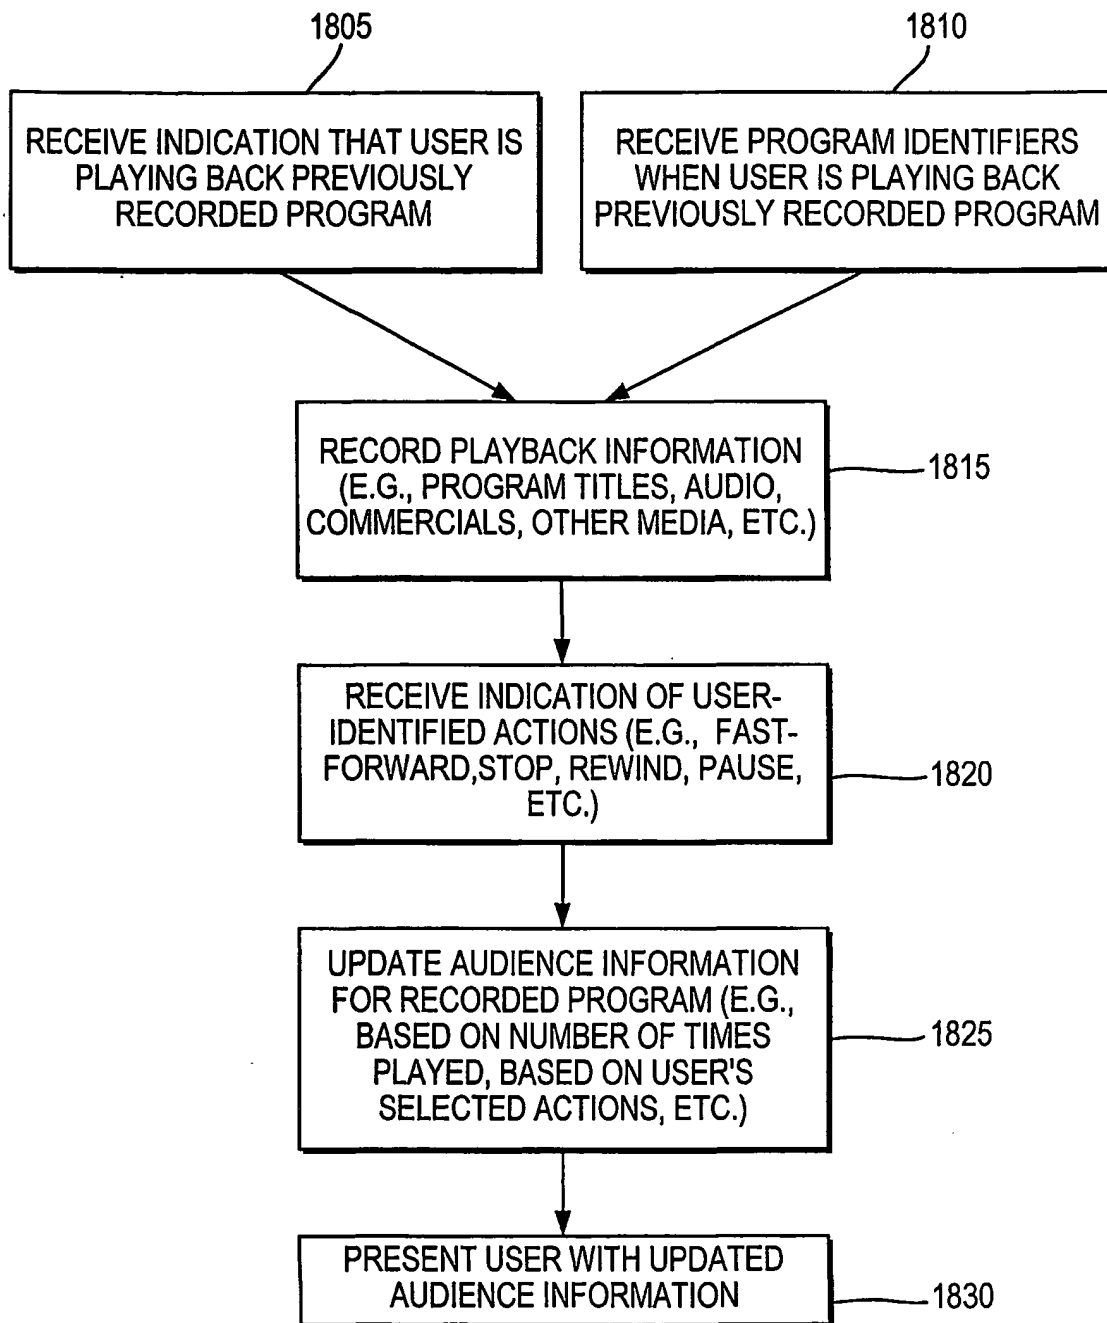 1805
1810
RECEIVE INDICATION THAT USER IS
PLAYING BACK PREVIOUSLY
RECORDED PROGRAM
RECEIVE PROGRAM IDENTIFIERS
WHEN USER IS PLAYING BACK
PREVIOUSLY RECORDED PROGRAM
RECORD PLAYBACK INFORMATION
(E.G., PROGRAM TITLES, AUDIO,
COMMERCIALS, OTHER MEDIA, ETC.)
1815
RECEIVE INDICATION OF USER-
IDENTIFIED ACTIONS (E.G., FAST-
FORWARD,STOP, REWIND, PAUSE,
ETC.)
1820
UPDATE AUDIENCE INFORMATION
FOR RECORDED PROGRAM (E.G.,
BASED ON NUMBER OF TIMES
PLAYED, BASED ON USER'S
SELECTED ACTIONS, ETC.)
1825
PRESENT USER WITH UPDATED
AUDIENCE INFORMATION
1830